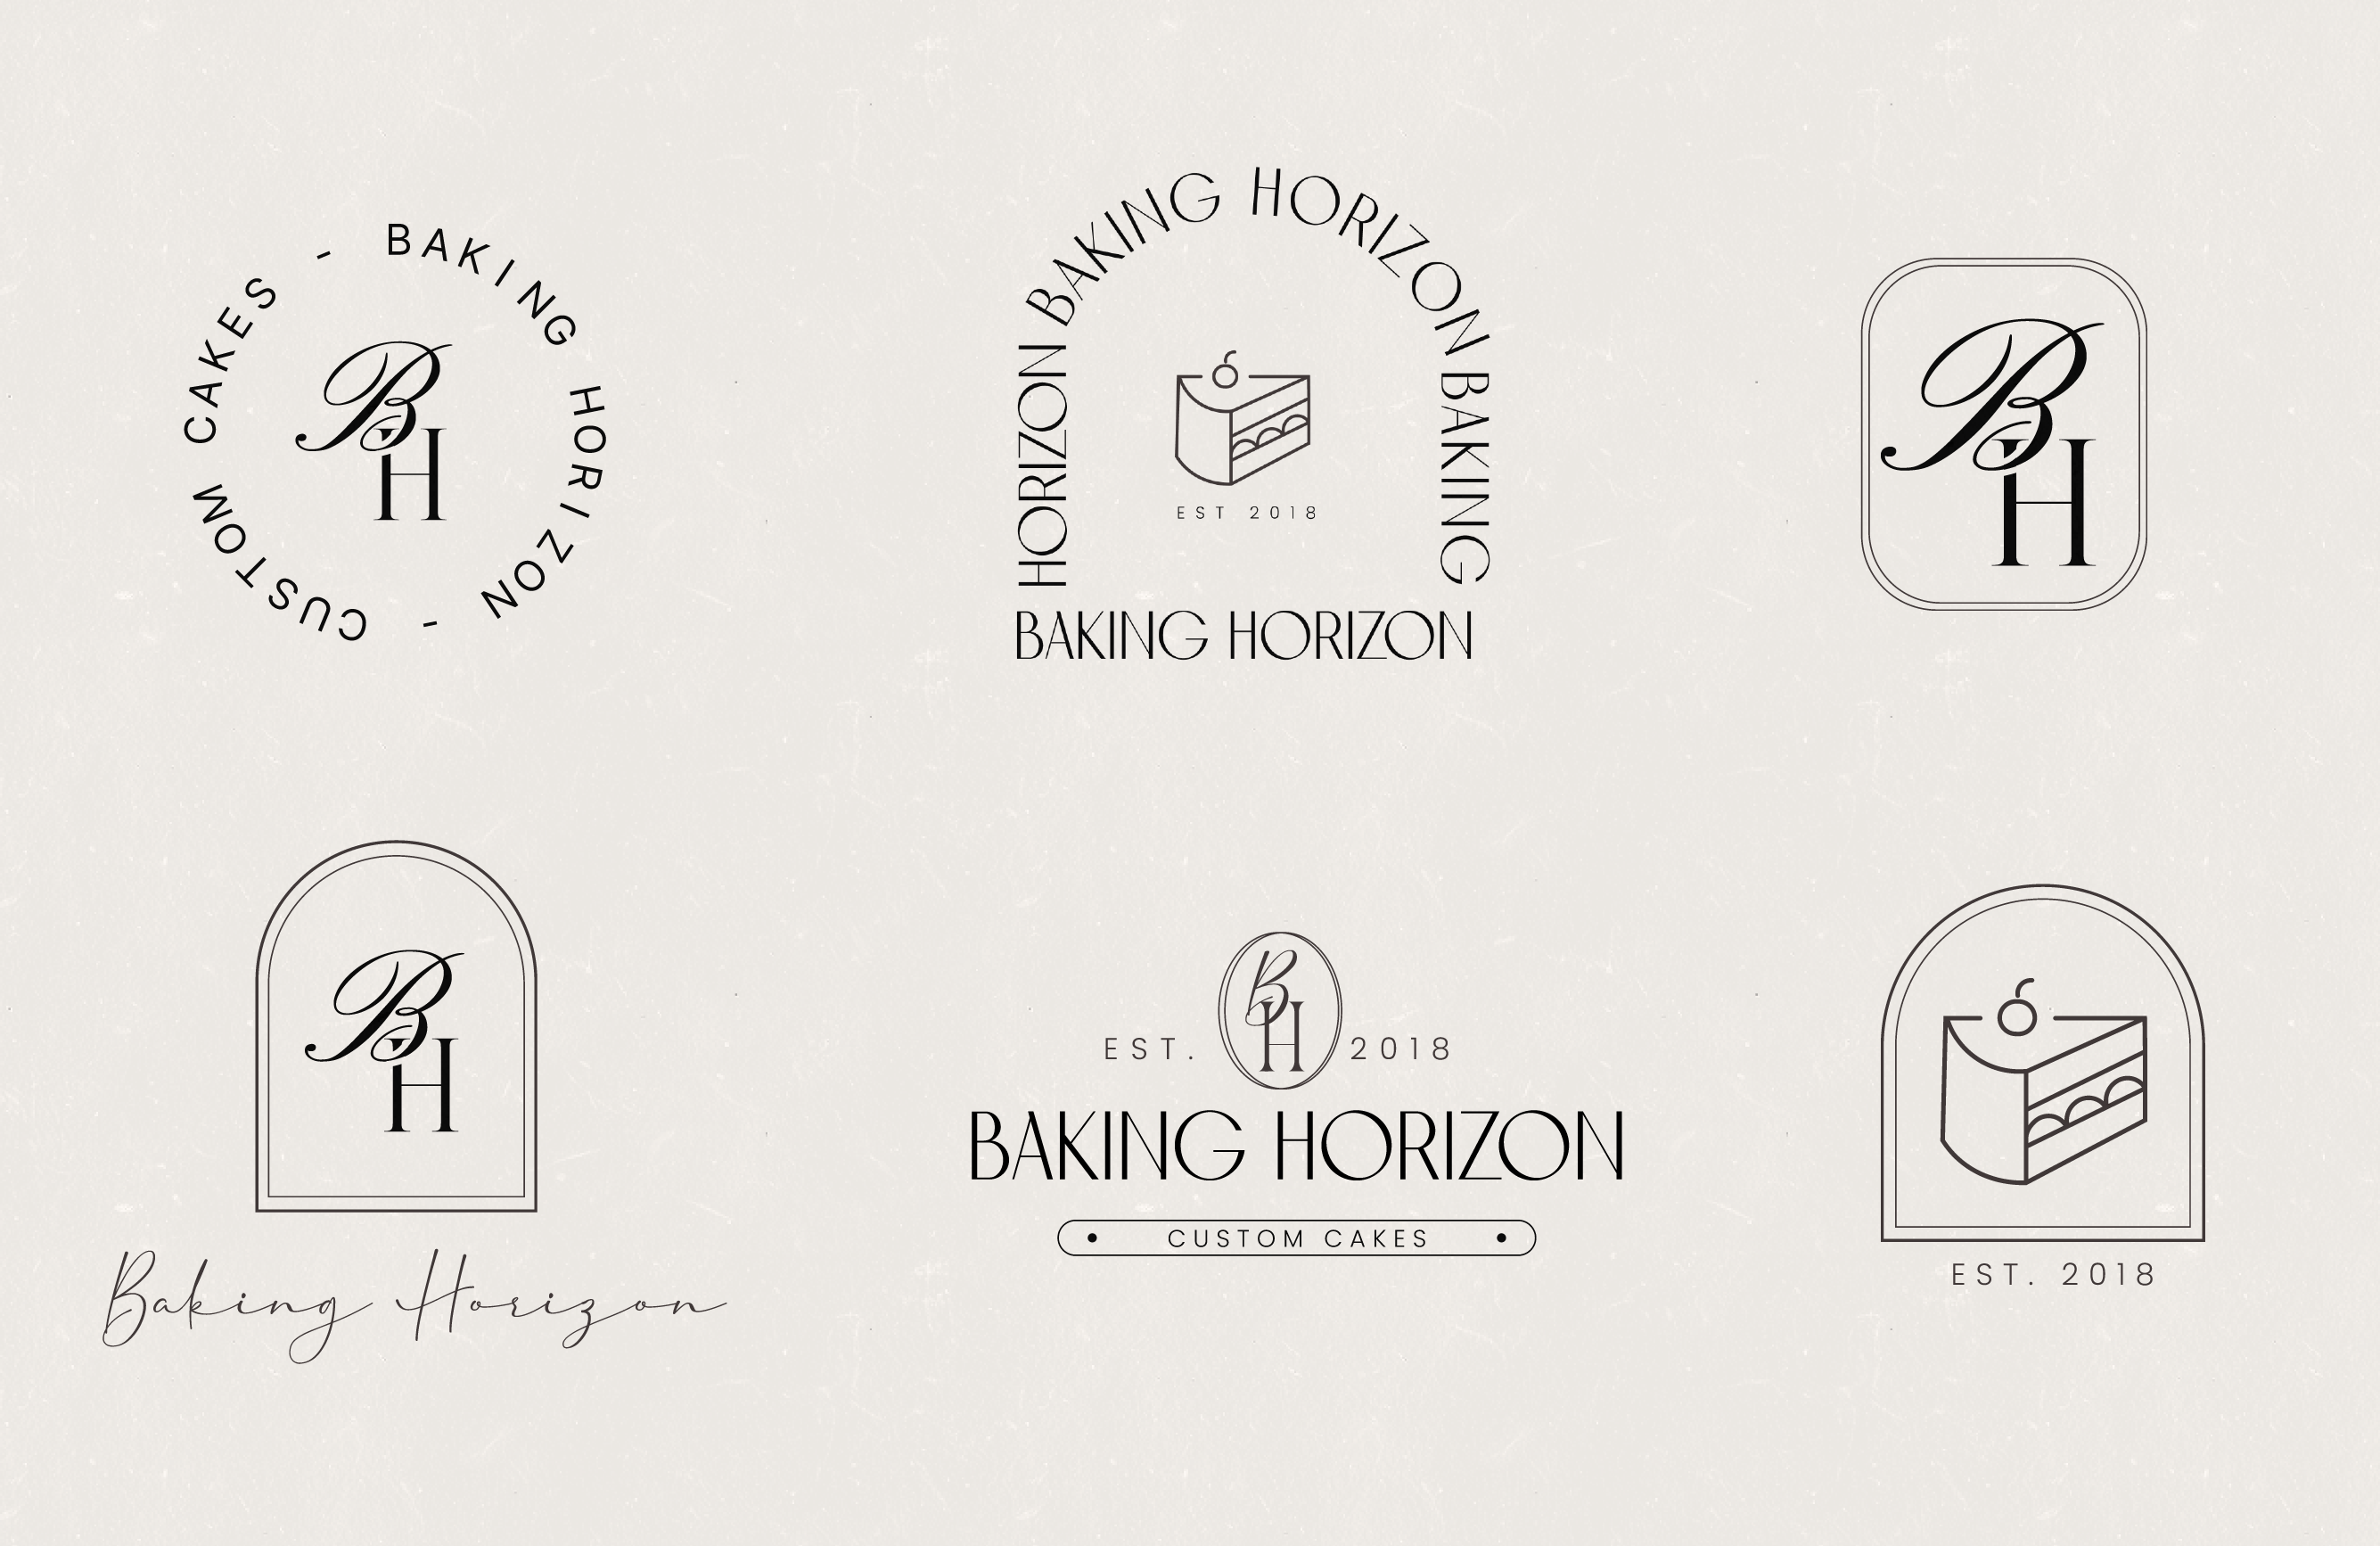 BAKING HORIZON - CUSTOM CAKES -
BH
HORIZON BAKING HORIZON BAKING
EST 2018
BAKING HORIZON
BH
BH
Baking Horizon
EST. BH 2018
BAKING HORIZON
CUSTOM CAKES
EST. 2018